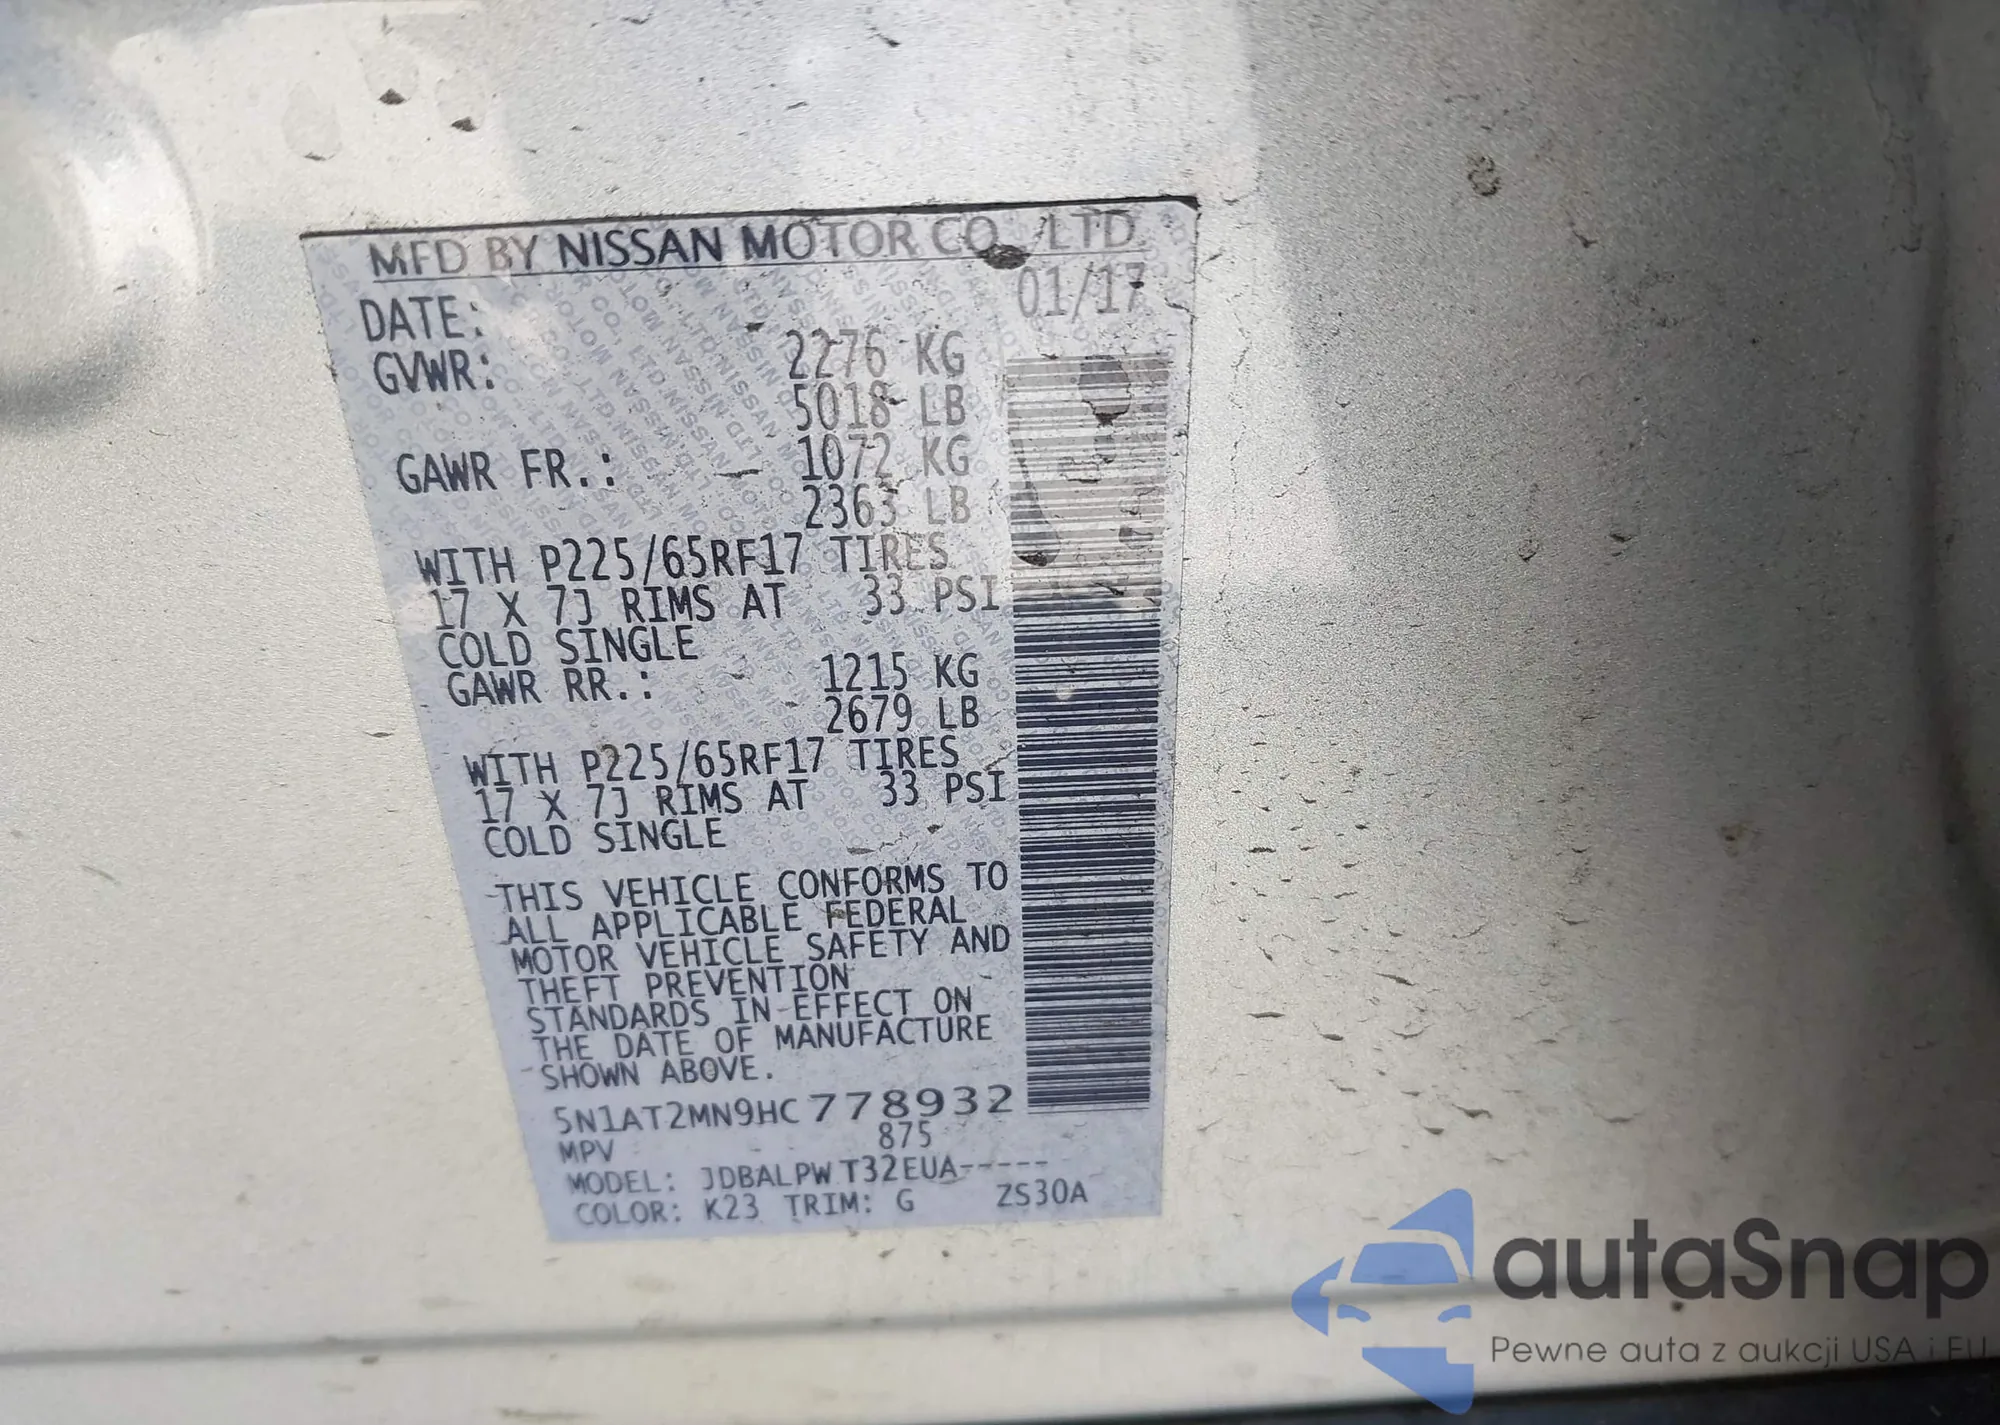 MFD BY NISSAN MOTOR CO., LTD.
DATE: 01/17
GVWR: 2276 KG
5018 LB
GAWR FR.: 1072 KG
2363 LB
WITH P225/65RF17 TIRES
17 X 7J RIMS AT 33 PSI
COLD SINGLE
GAWR RR.: 1215 KG
2679 LB
WITH P225/65RF17 TIRES
17 X 7J RIMS AT 33 PSI
COLD SINGLE
THIS VEHICLE CONFORMS TO
ALL APPLICABLE FEDERAL
MOTOR VEHICLE SAFETY AND
THEFT PREVENTION
STANDARDS IN EFFECT ON
THE DATE OF MANUFACTURE
SHOWN ABOVE.
5N1AT2MN9HC778932
MPV 875
MODEL: JDBALPW T32EUA-----
COLOR: K23 TRIM: G ZS30A
autaSnap
Pewne auta z aukcji USA i EU